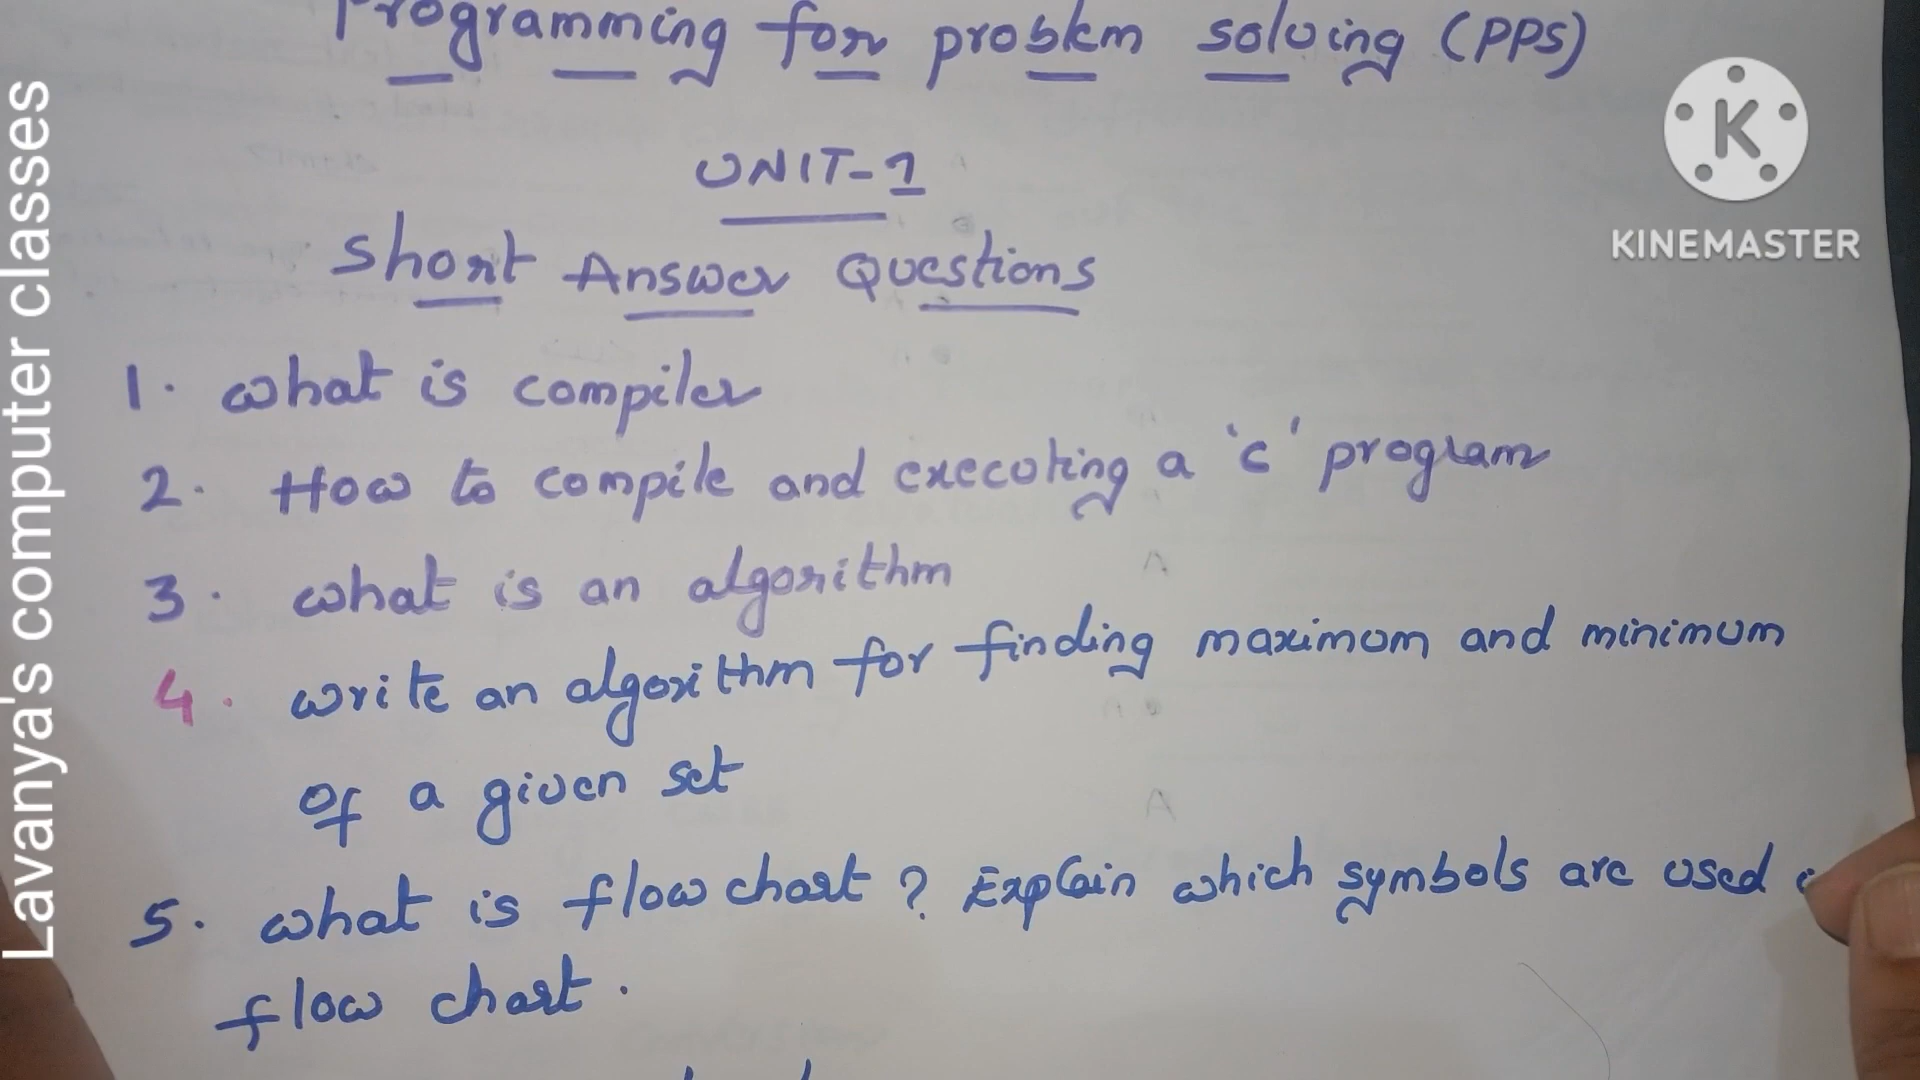 Programming for problem solving (PPS)
UNIT-1
Short Answer Questions
1. what is compiler
2. How to compile and executing a 'c' program
3. what is an algorithm
4. write an algorithm for finding maximum and minimum
of a given set
5. what is flow chart ? Explain which symbols are used
flow chart.
Lavanya's computer classes
K
KINEMASTER